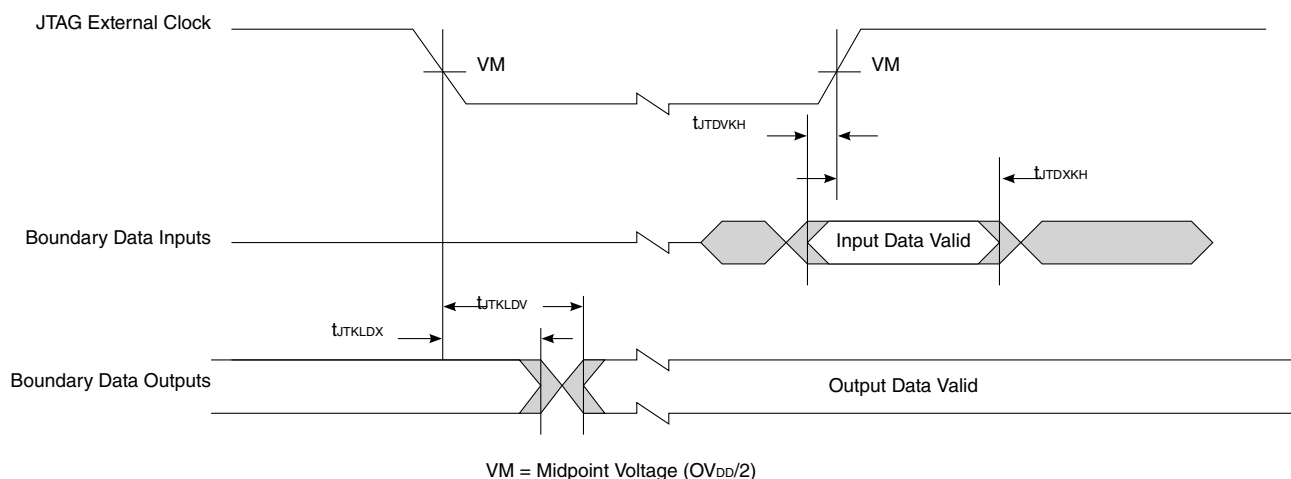 JTAG External Clock
VM
VM
tJTDVKH
tJTDXKH
Boundary Data Inputs
Input Data Valid
tJTKLDV
tJTKLDX
Boundary Data Outputs
Output Data Valid
VM = Midpoint Voltage (OVDD/2)